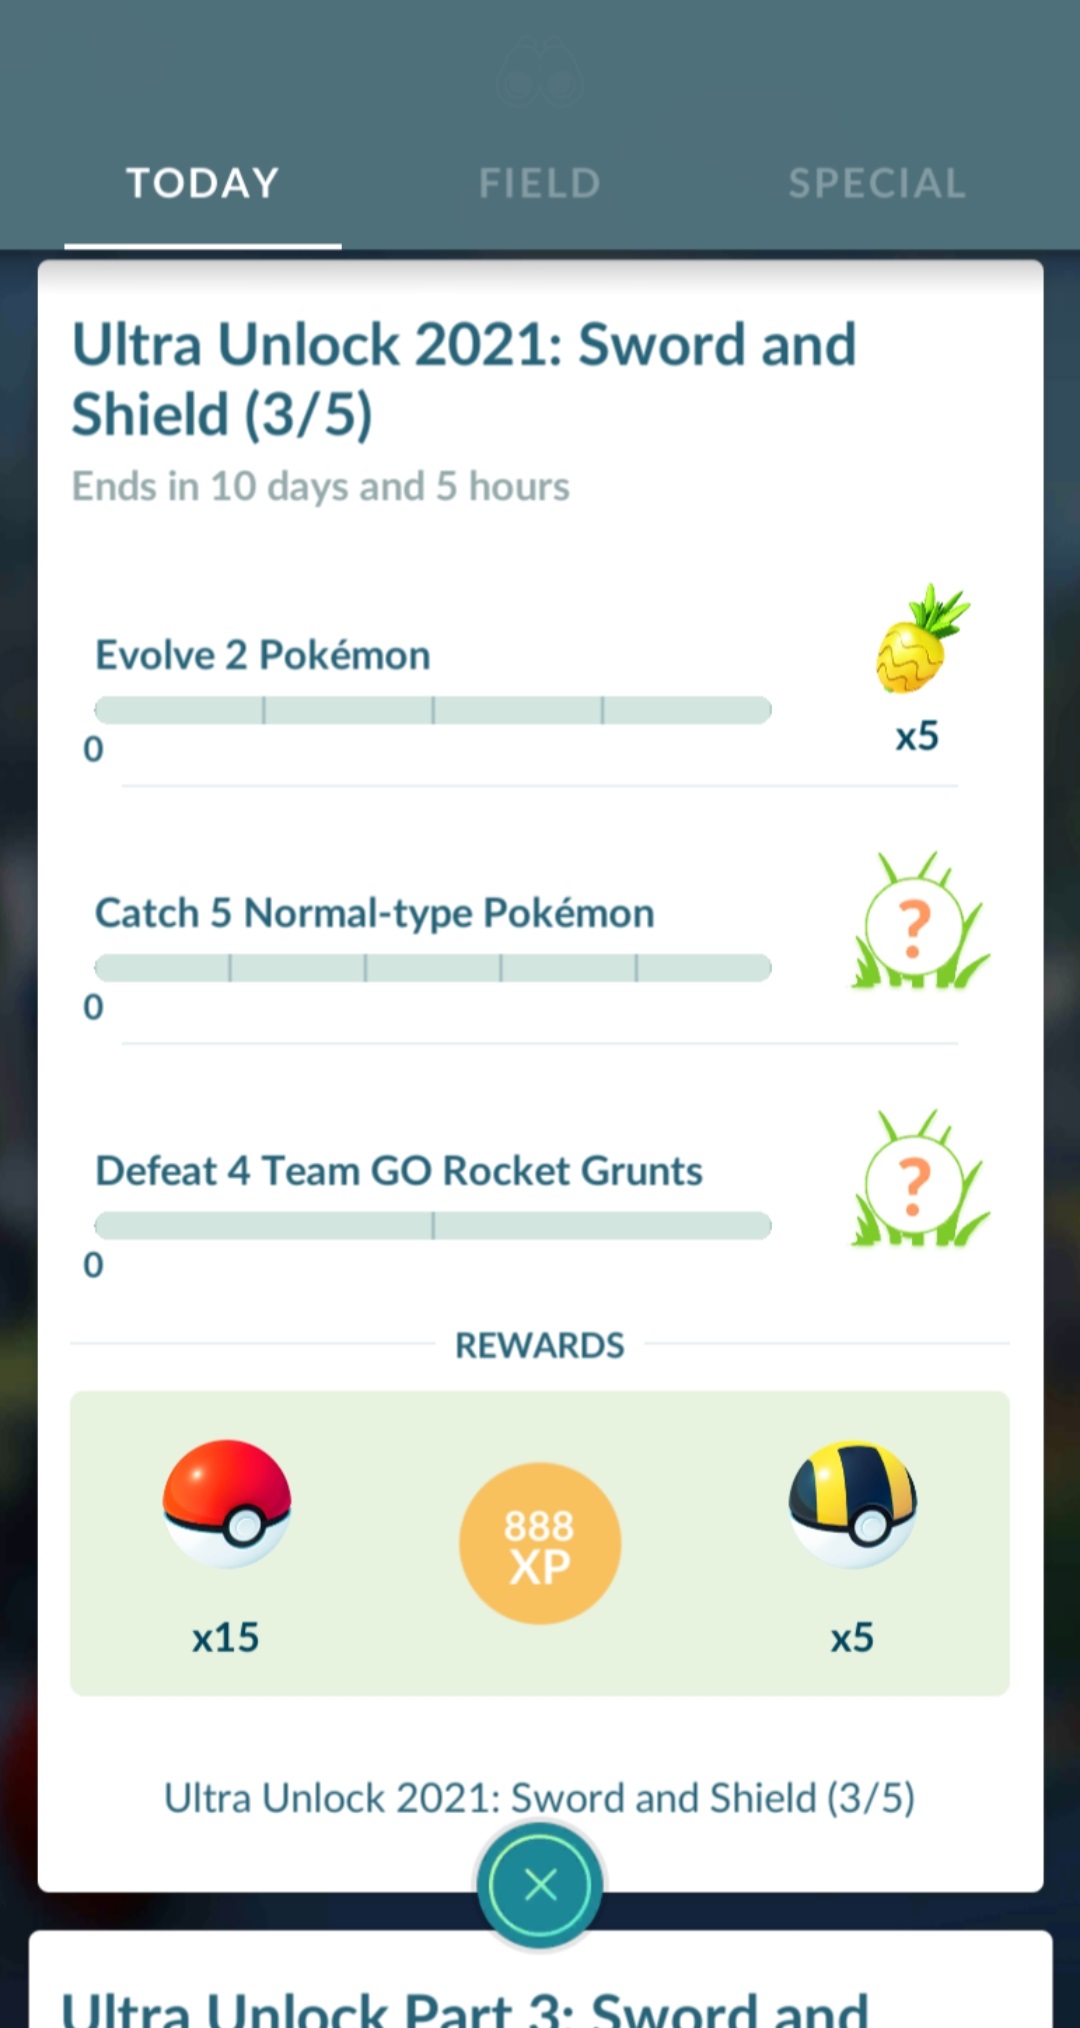 TODAY
FIELD
SPECIAL
Ultra Unlock 2021: Sword and
Shield (3/5)
Ends in 10 days and 5 hours
Evolve 2 Pokémon
0
x5
Catch 5 Normal-type Pokémon
0
?
Defeat 4 Team GO Rocket Grunts
0
?
REWARDS
888
XP
x15
x5
Ultra Unlock 2021: Sword and Shield (3/5)
Ultra Unlock Part 3: Sword and